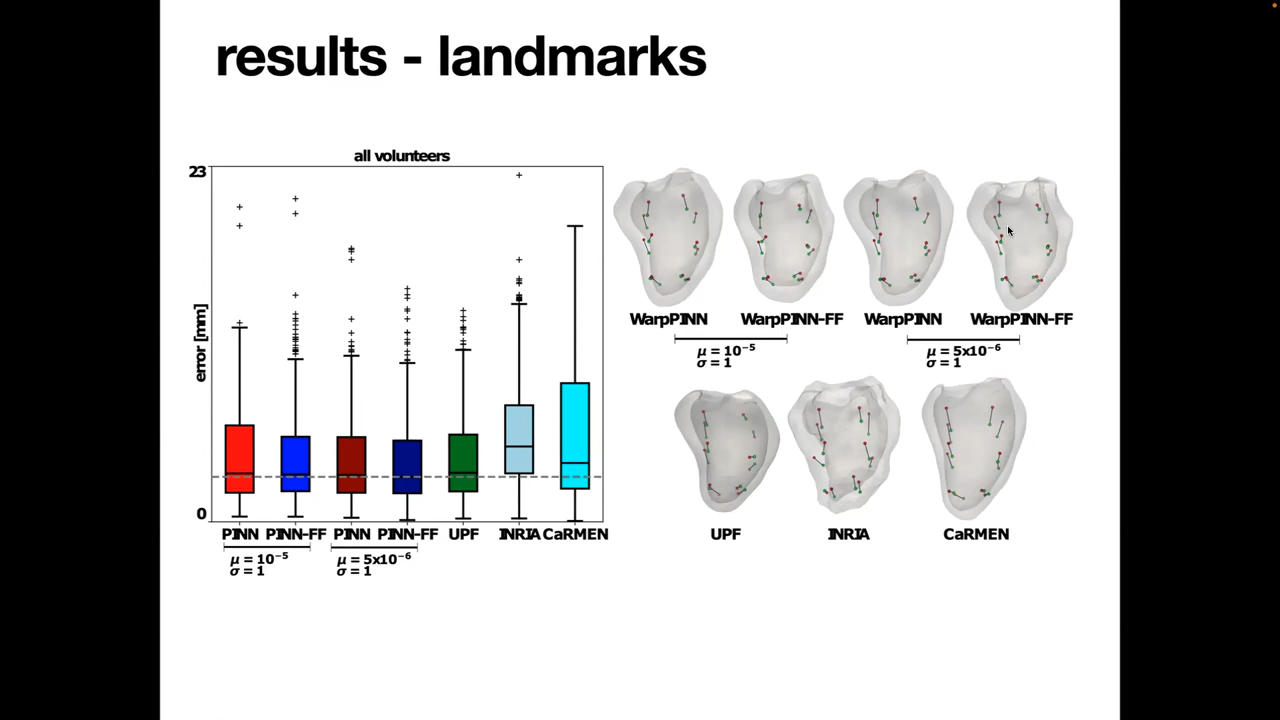 results - landmarks
all volunteers
23
error [mm]
0
PINN PINN-FF PINN PINN-FF UPF INRIA CaRMEN
μ = 10⁻⁵
σ = 1
μ = 5x10⁻⁶
σ = 1
WarpPINN WarpPINN-FF WarpPINN WarpPINN-FF
μ = 10⁻⁵
σ = 1
μ = 5x10⁻⁶
σ = 1
UPF INRIA CaRMEN